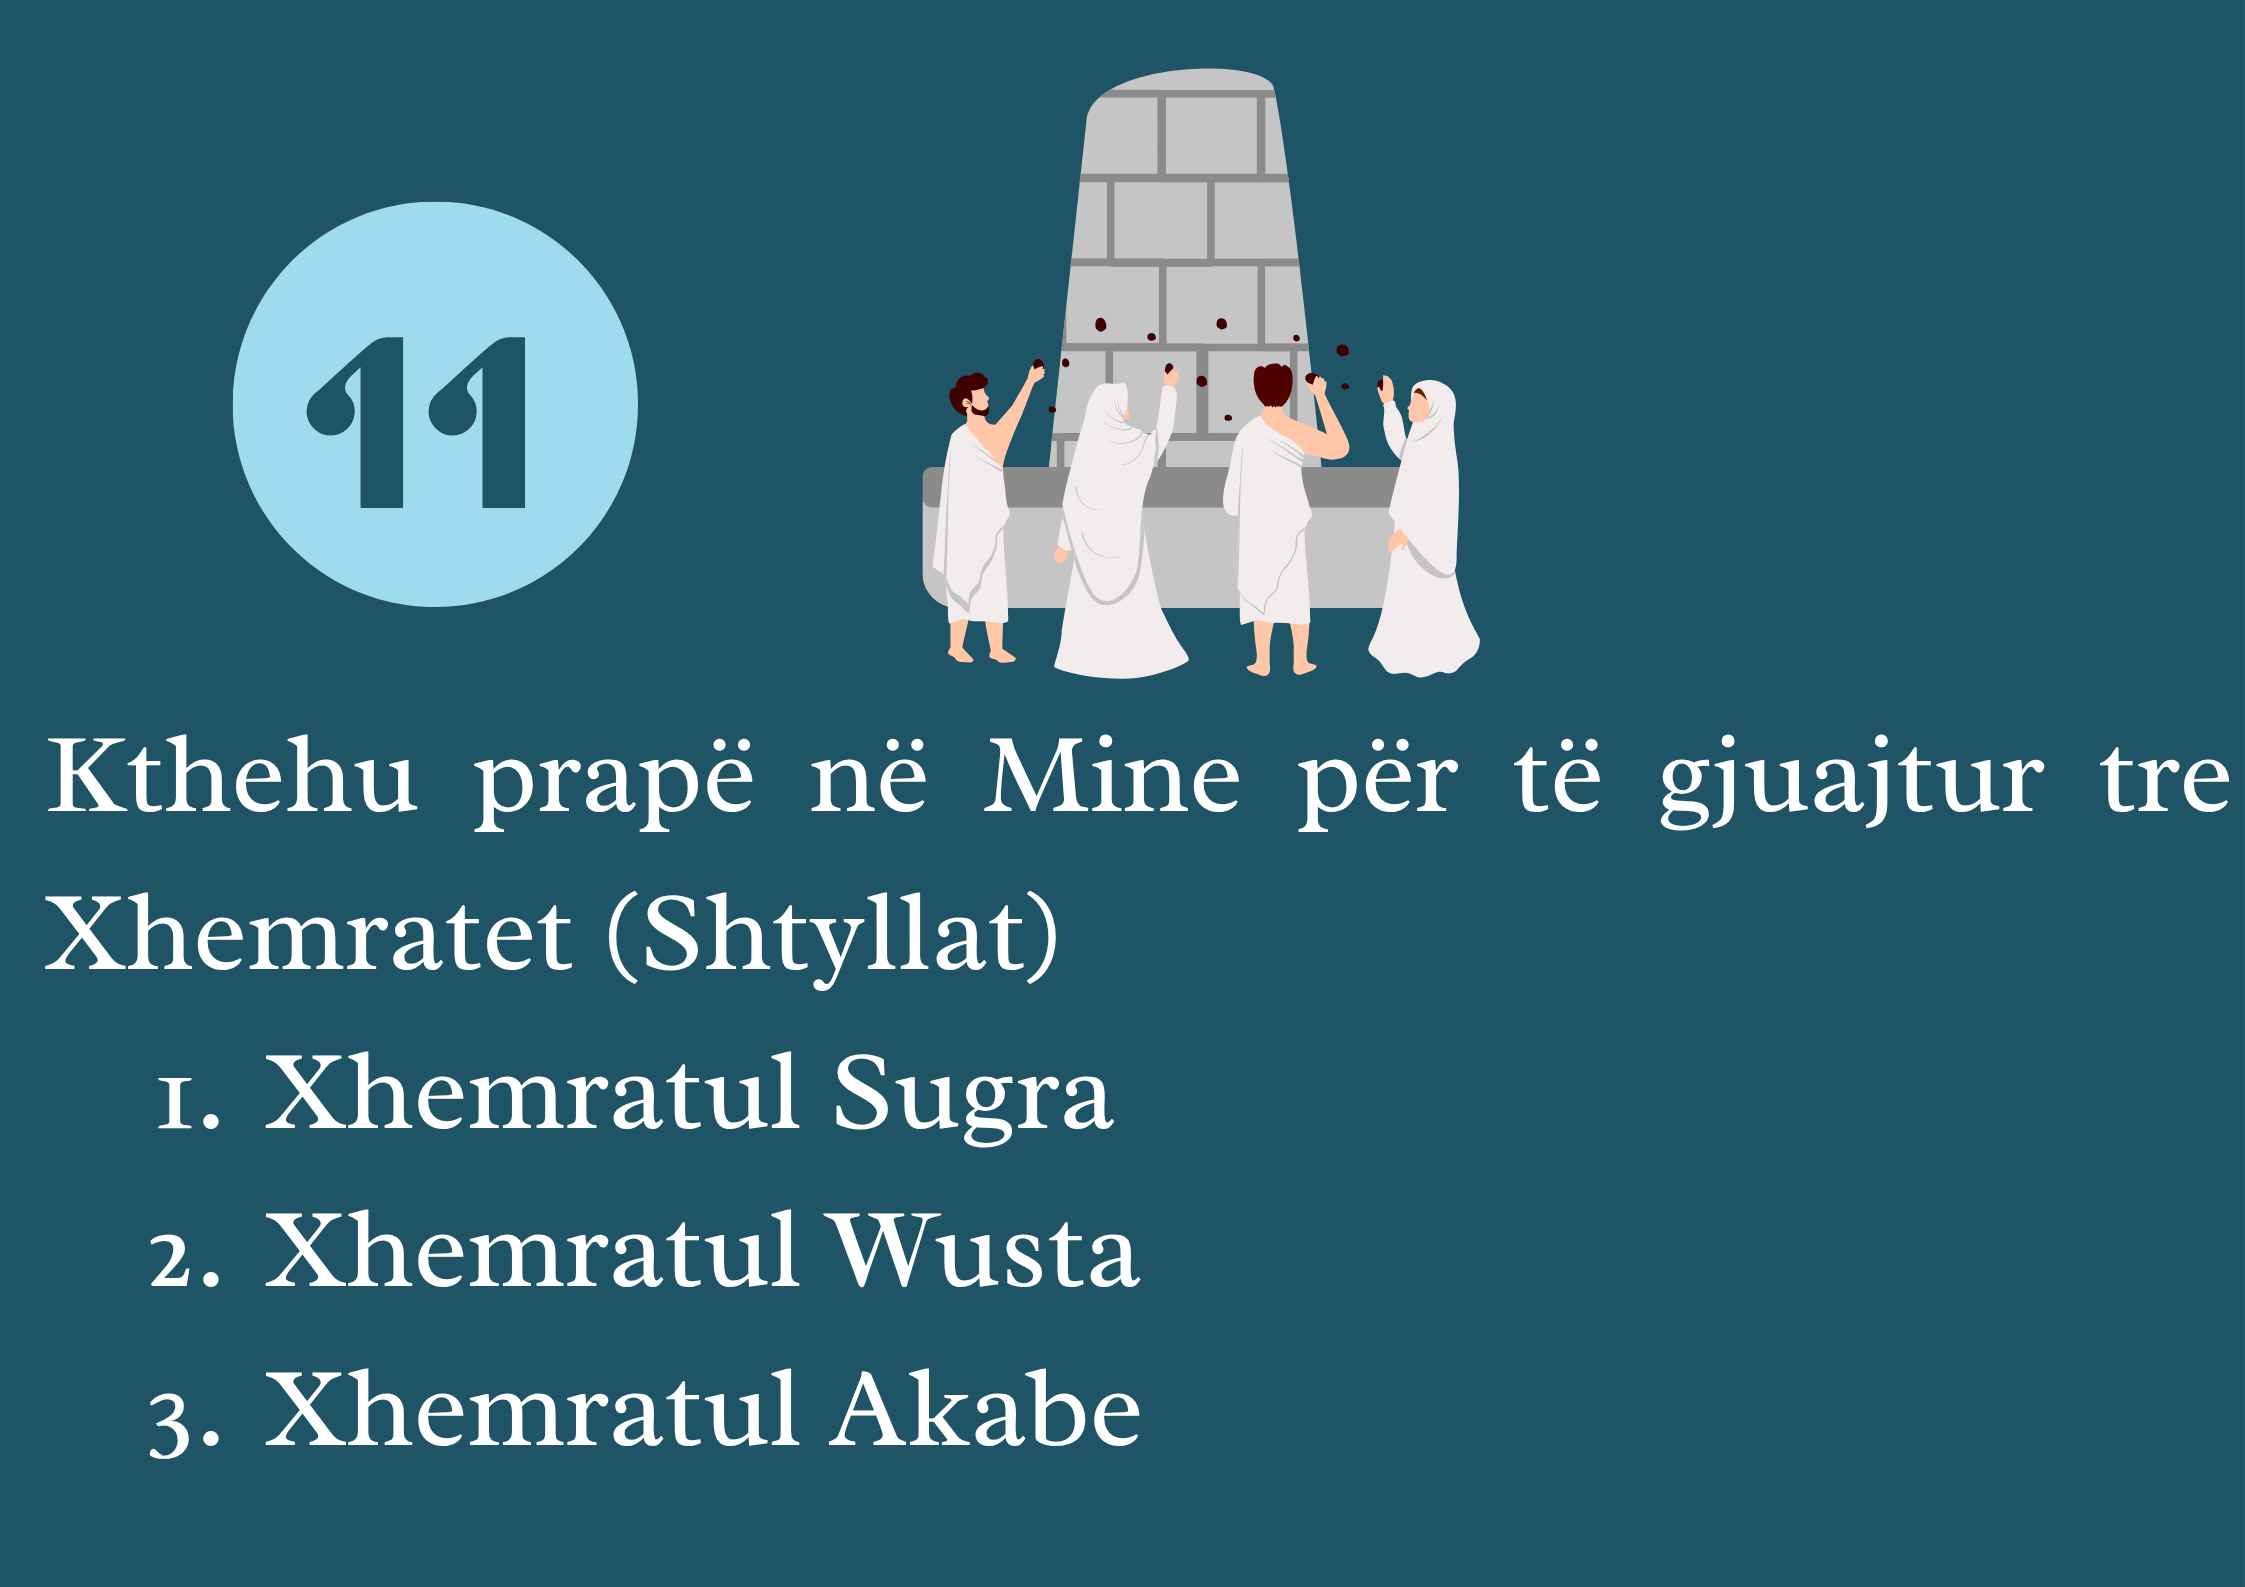 11
Kthehu prapë në Mine për të gjuajtur tre
Xhemratet (Shtyllat)
1. Xhemratul Sugra
2. Xhemratul Wusta
3. Xhemratul Akabe